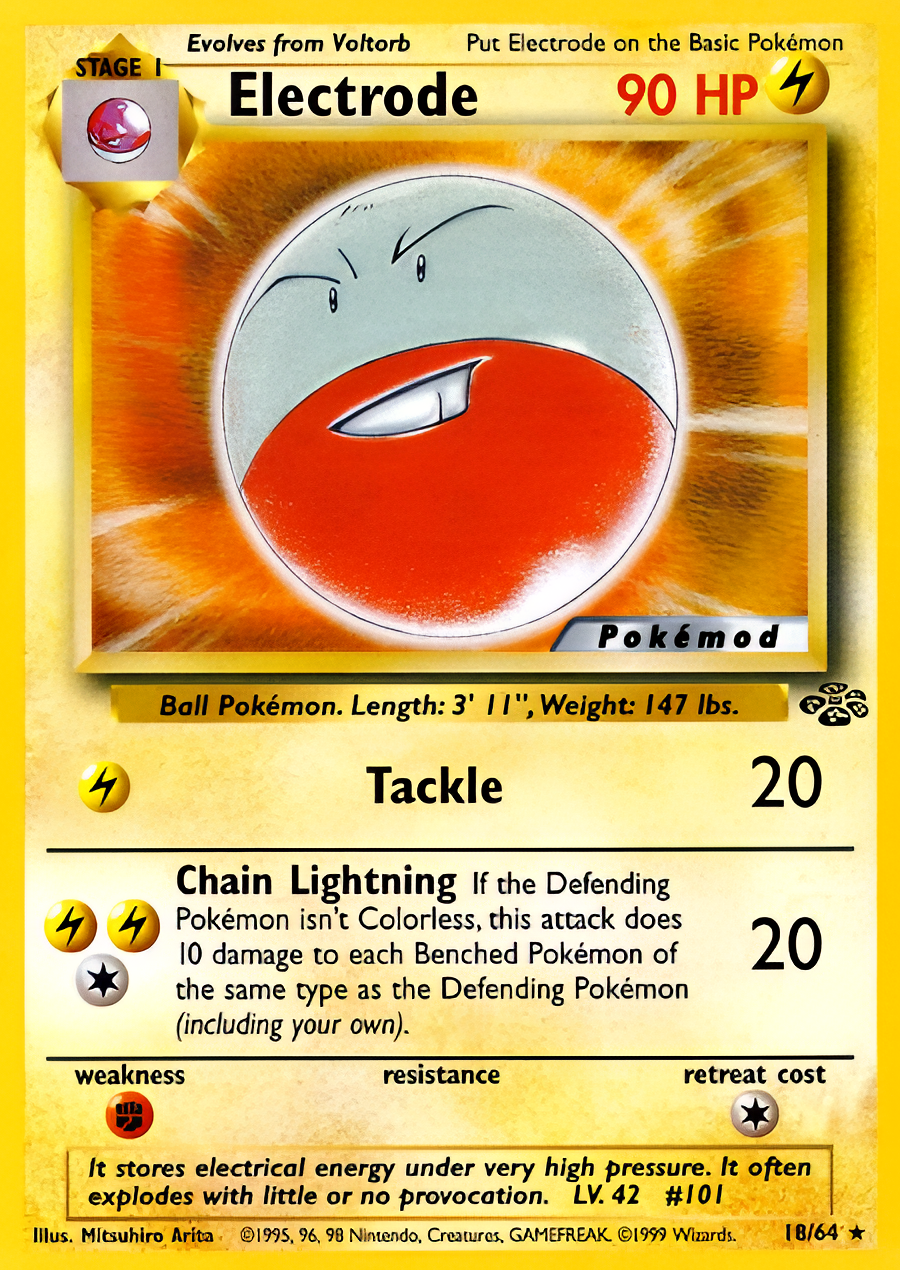 Evolves from Voltorb Put Electrode on the Basic Pokémon
STAGE 1
Electrode 90 HP
Pokémod
Ball Pokémon. Length: 3' 11", Weight: 147 lbs.
Tackle 20
Chain Lightning If the Defending
Pokémon isn't Colorless, this attack does
10 damage to each Benched Pokémon of
the same type as the Defending Pokémon
(including your own).
20
weakness resistance retreat cost
It stores electrical energy under very high pressure. It often
explodes with little or no provocation. LV. 42 #101
Illus. Mitsuhiro Arita ©1995, 96, 98 Nintendo, Creatures, GAMEFREAK. ©1999 Wizards. 18/64 ★